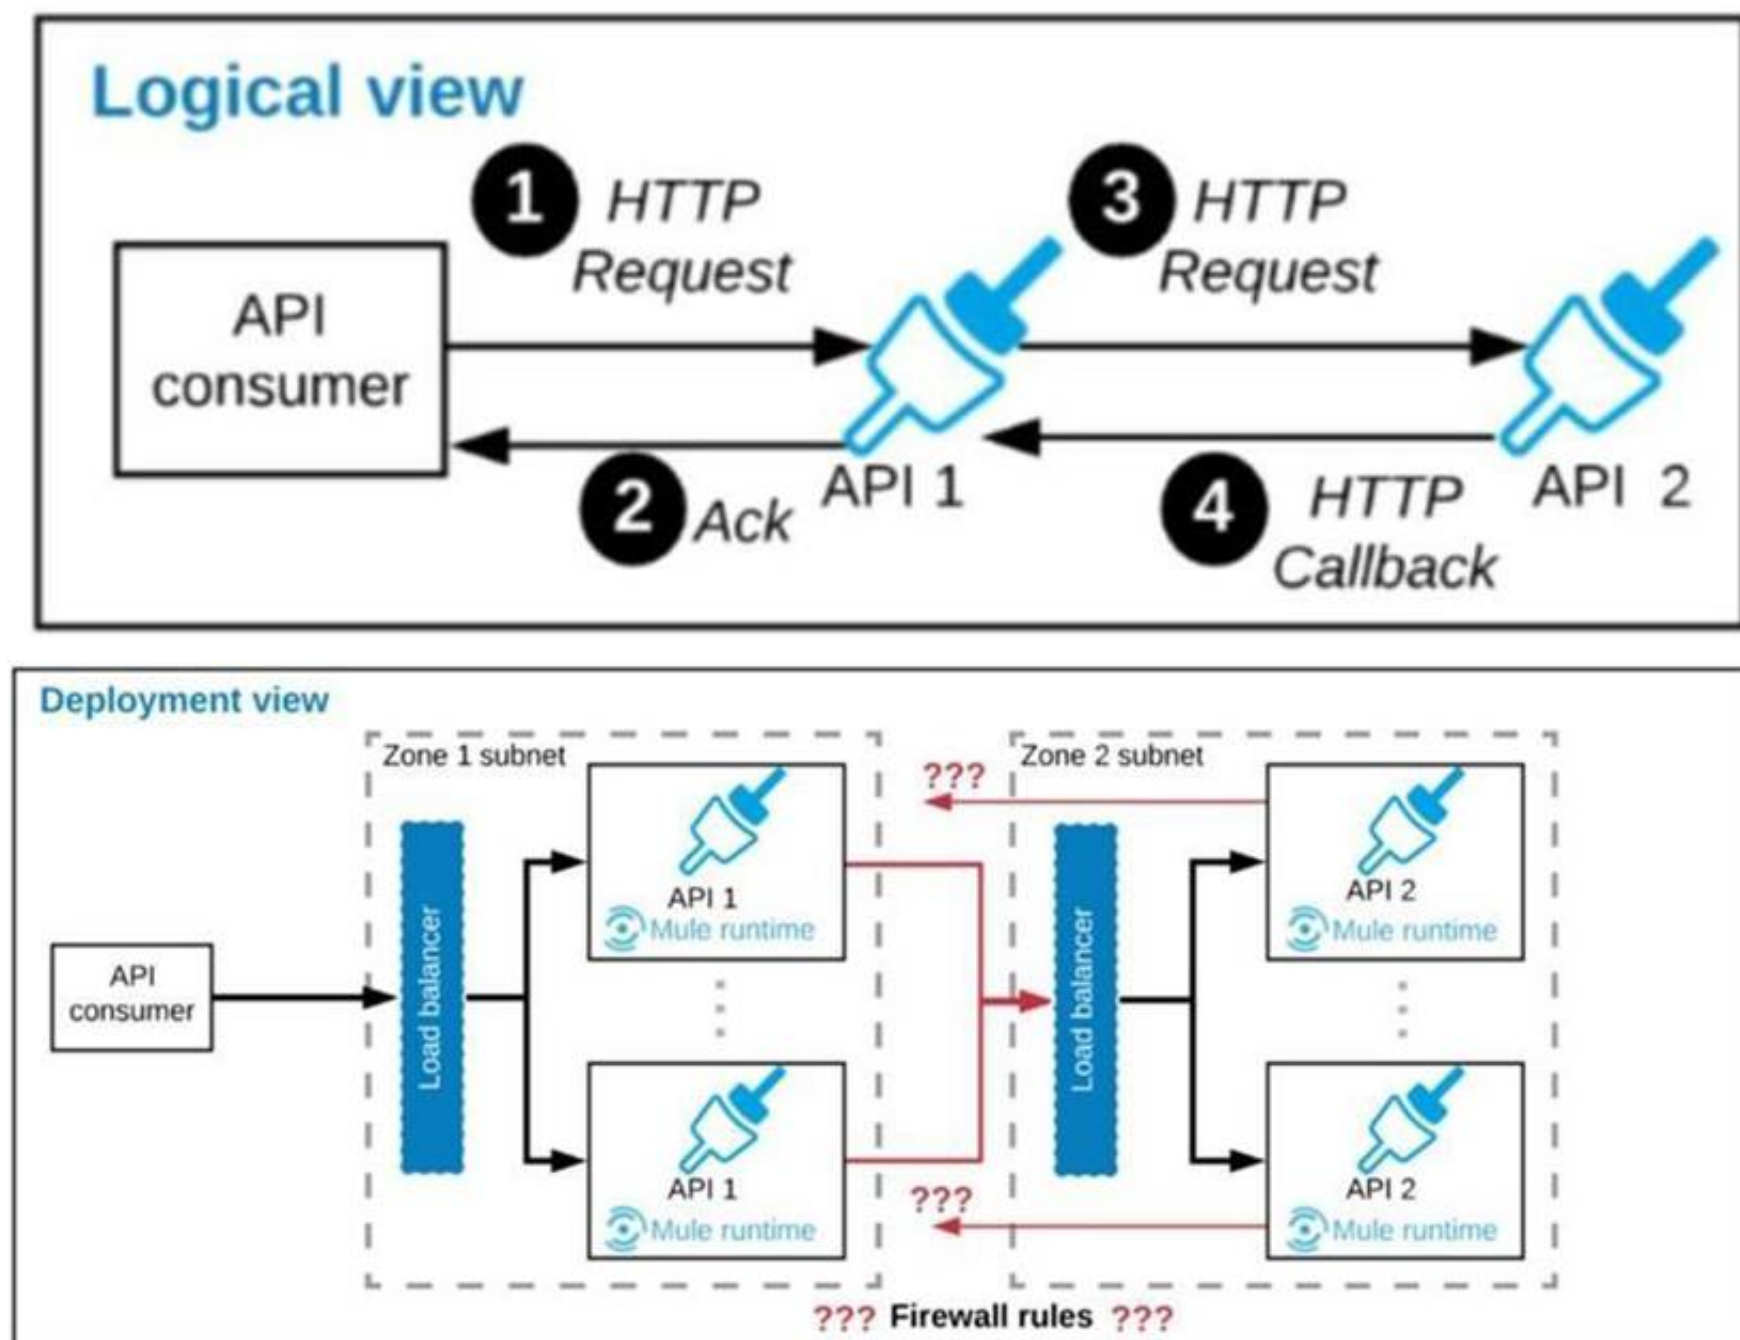 Logical view
1 HTTP
Request
3 HTTP
Request
API
consumer
2 Ack
API 1
4 HTTP
Callback
API 2
Deployment view
Zone 1 subnet
Zone 2 subnet
???
API 1
Mule runtime
API 2
Mule runtime
API
consumer
Load balancer
Load balancer
API 1
Mule runtime
???
API 2
Mule runtime
??? Firewall rules ???